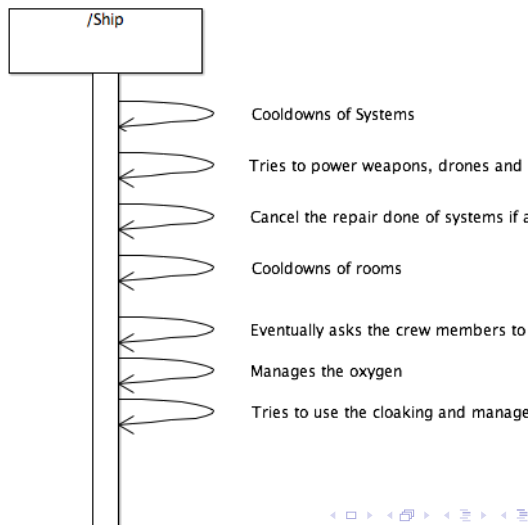 /Ship
Cooldowns of Systems
Tries to power weapons, drones and
Cancel the repair done of systems if a
Cooldowns of rooms
Eventually asks the crew members to
Manages the oxygen
Tries to use the cloaking and manage